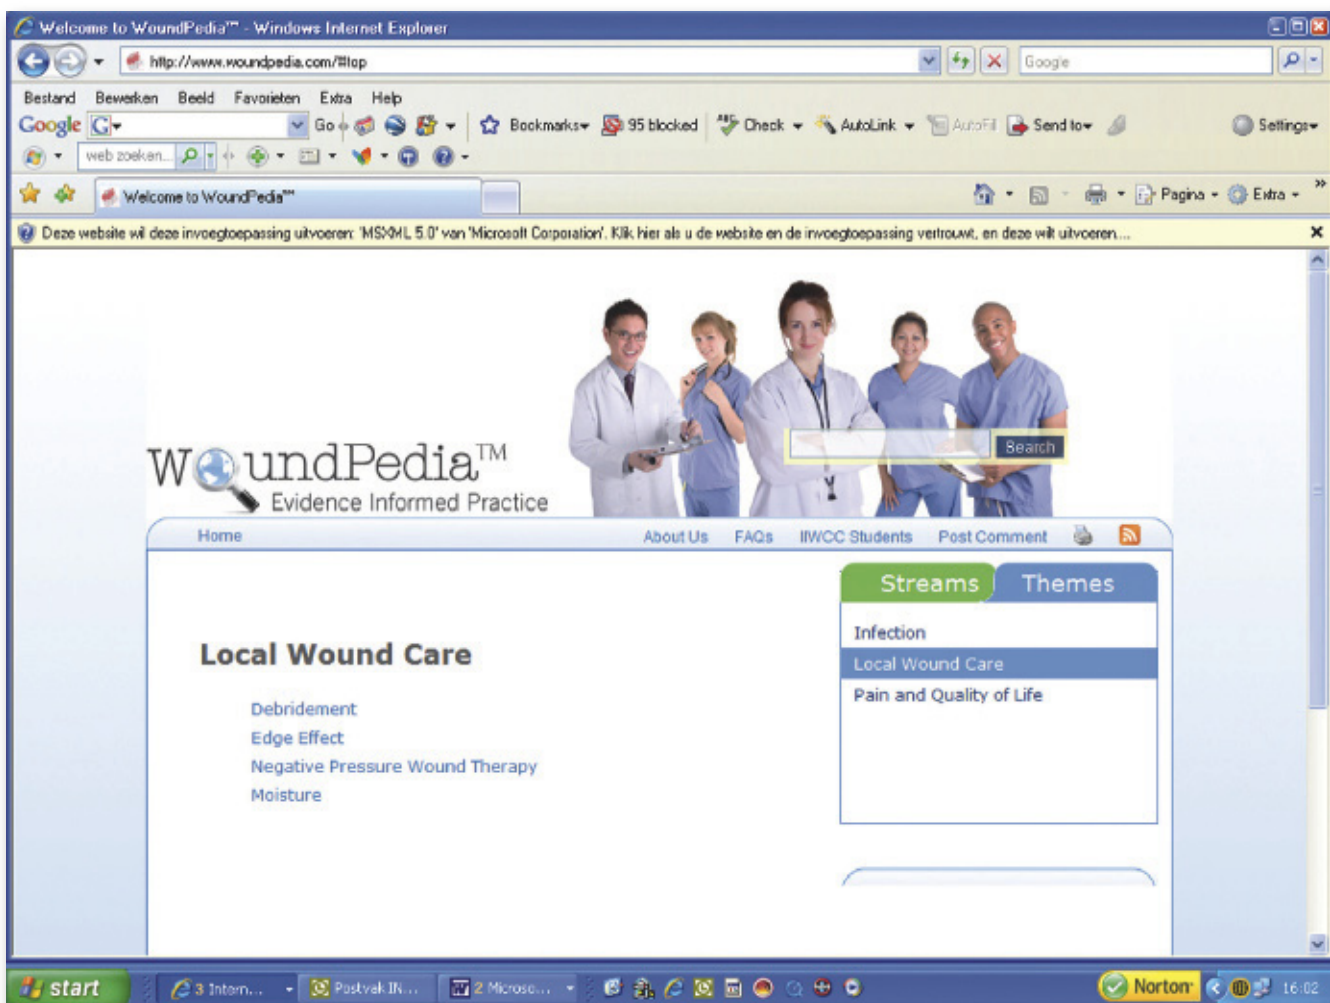 Welcome to WoundPedia™ - Windows Internet Explorer
http://www.woundpedia.com/#top
Google
Bestand Bewerken Beeld Favorieten Extra Help
Google G Go Bookmarks 95 blocked Check AutoLink AutoFill Send to Settings
web zoeken...
Welcome to WoundPedia™
Pagina Extra »
Deze website wil deze invoegtoepassing uitvoeren: 'MSXML 5.0' van 'Microsoft Corporation'. Klik hier als u de website en de invoegtoepassing vertrouwt, en deze wilt uitvoeren....
Search
WoundPedia™
Evidence Informed Practice
Home About Us FAQs IIWCC Students Post Comment
Streams Themes
Infection
Local Wound Care
Pain and Quality of Life
Local Wound Care
Debridement
Edge Effect
Negative Pressure Wound Therapy
Moisture
start 3 Intern... Postvak IN... 2 Microso... Norton 16:02